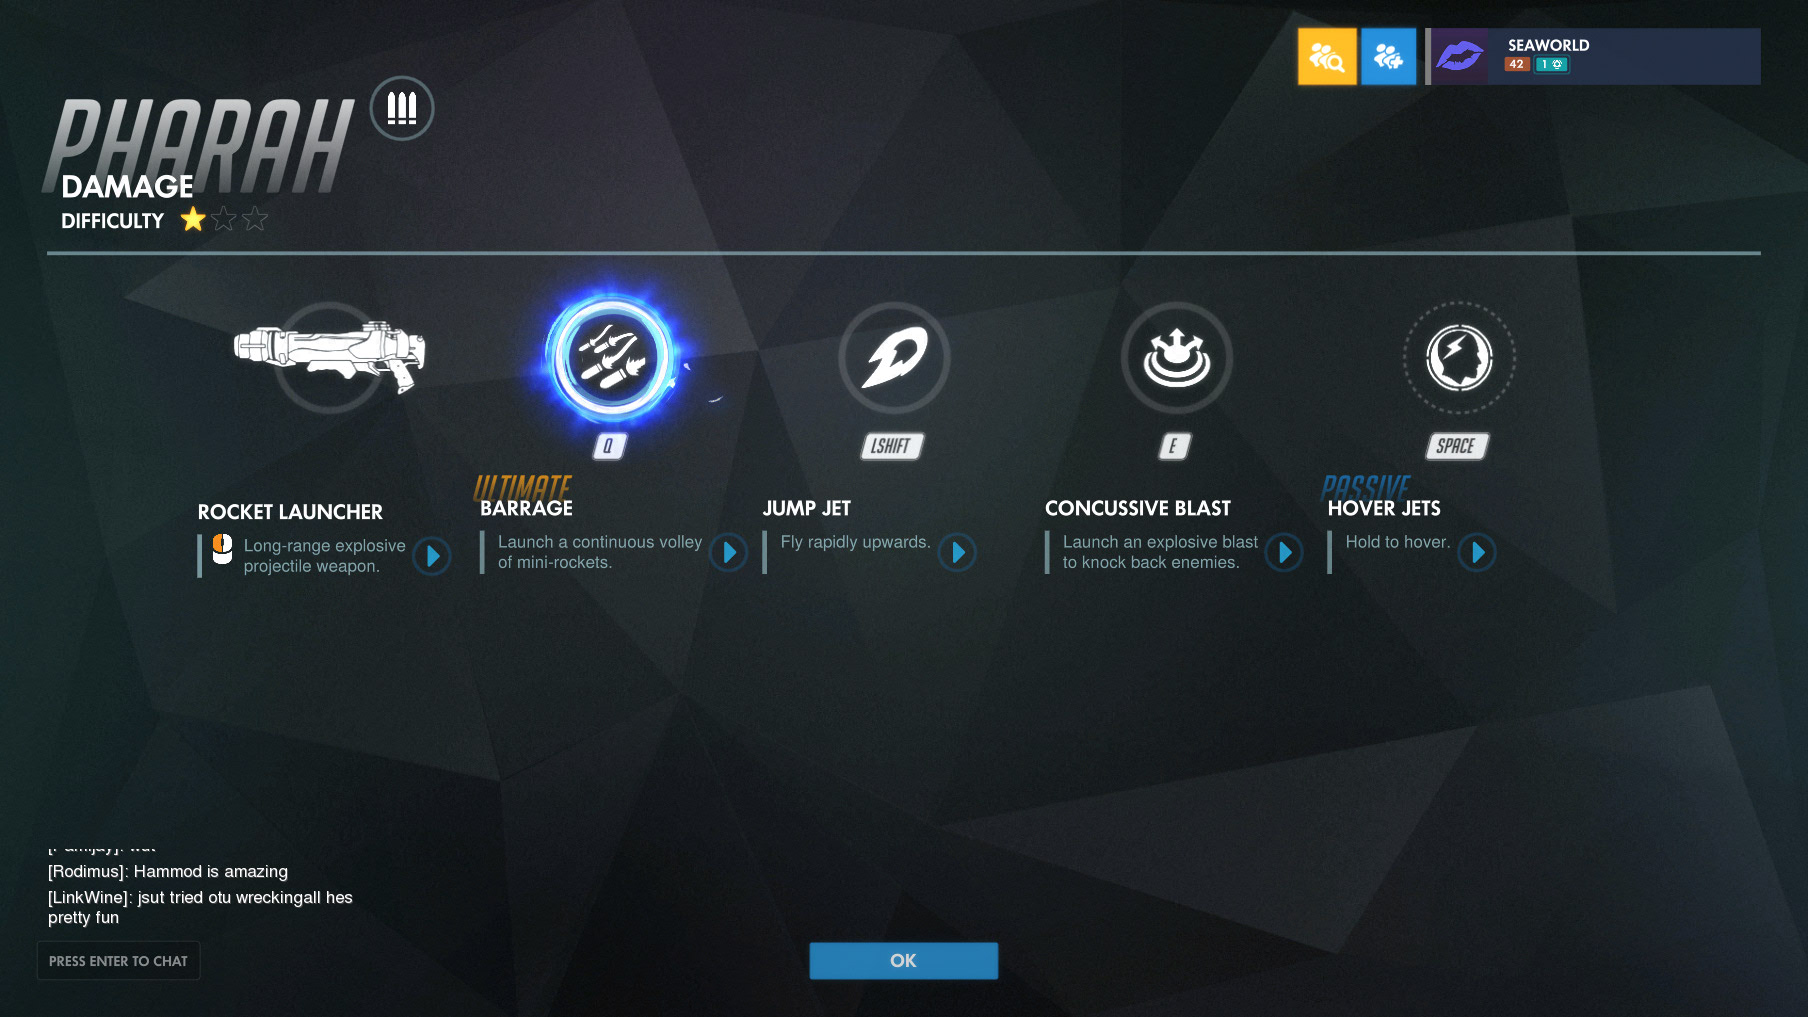 SEAWORLD
42 1
PHARAH
DAMAGE
DIFFICULTY
Q
LSHIFT
E
SPACE
ROCKET LAUNCHER
Long-range explosive
projectile weapon.
ULTIMATE
BARRAGE
Launch a continuous volley
of mini-rockets.
JUMP JET
Fly rapidly upwards.
CONCUSSIVE BLAST
Launch an explosive blast
to knock back enemies.
PASSIVE
HOVER JETS
Hold to hover.
[Rodimus]: Hammod is amazing
[LinkWine]: jsut tried otu wreckingall hes
pretty fun
PRESS ENTER TO CHAT
OK